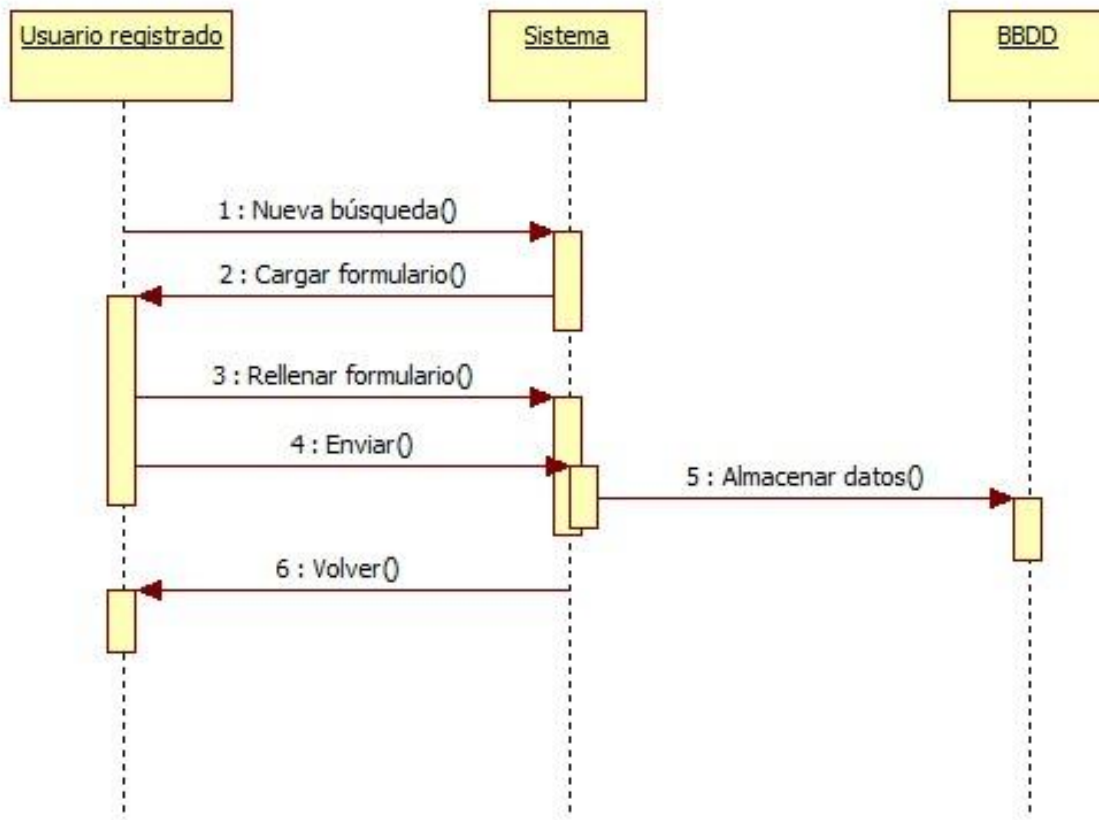 Usuario registrado
Sistema
BBDD
1 : Nueva búsqueda()
2 : Cargar formulario()
3 : Rellenar formulario()
4 : Enviar()
5 : Almacenar datos()
6 : Volver()